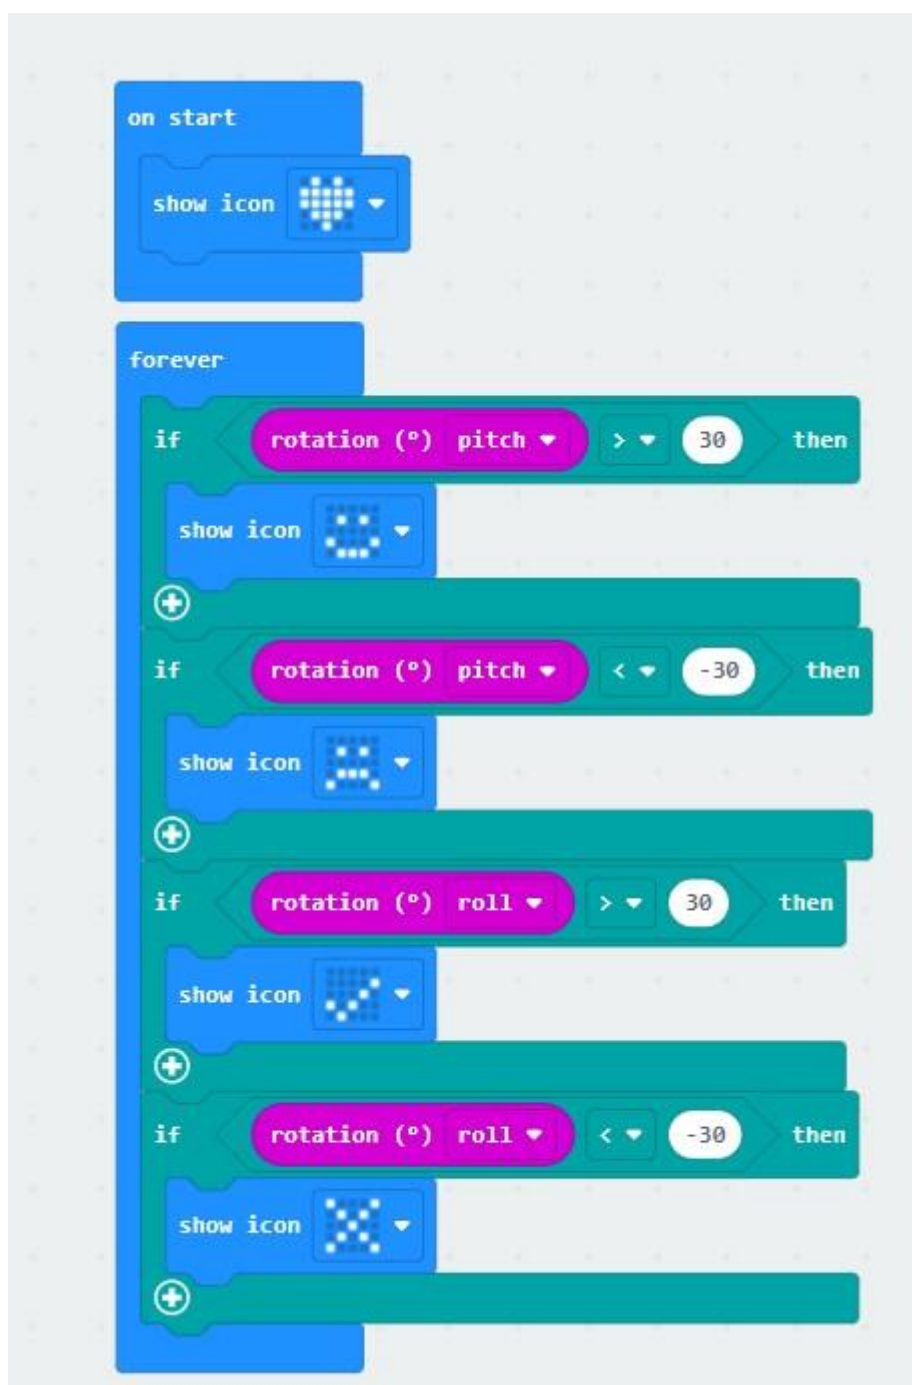 on start
show icon
forever
if rotation (°) pitch > 30 then
show icon
if rotation (°) pitch < -30 then
show icon
if rotation (°) roll > 30 then
show icon
if rotation (°) roll < -30 then
show icon